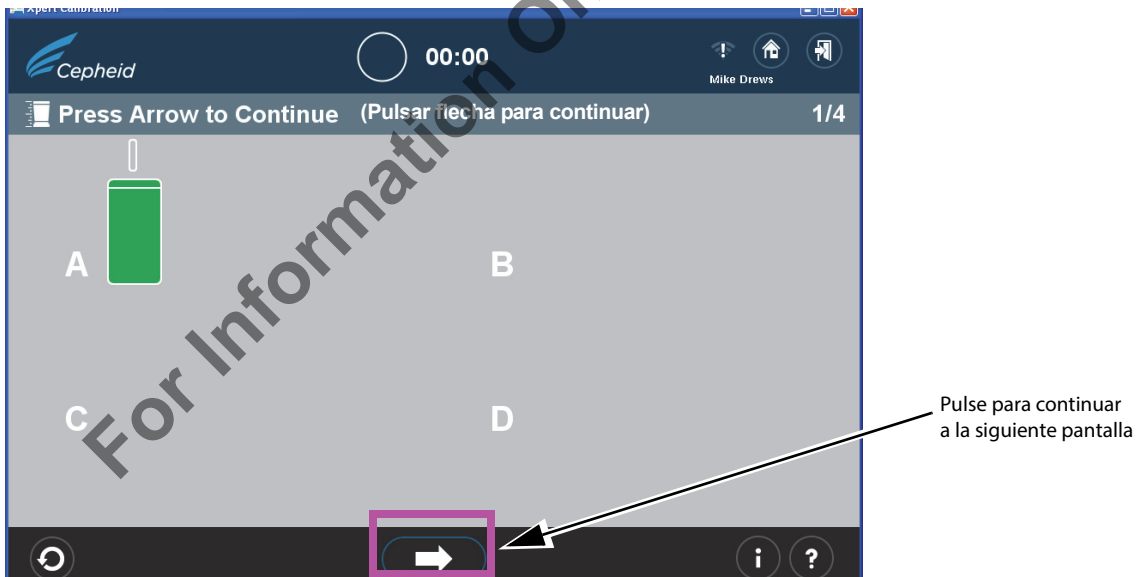 Xpert Calibration
Cepheid
00:00
Mike Drews
Press Arrow to Continue (Pulsar flecha para continuar) 1/4
A
B
C
D
Pulse para continuar
a la siguiente pantalla
i ?
For Information On